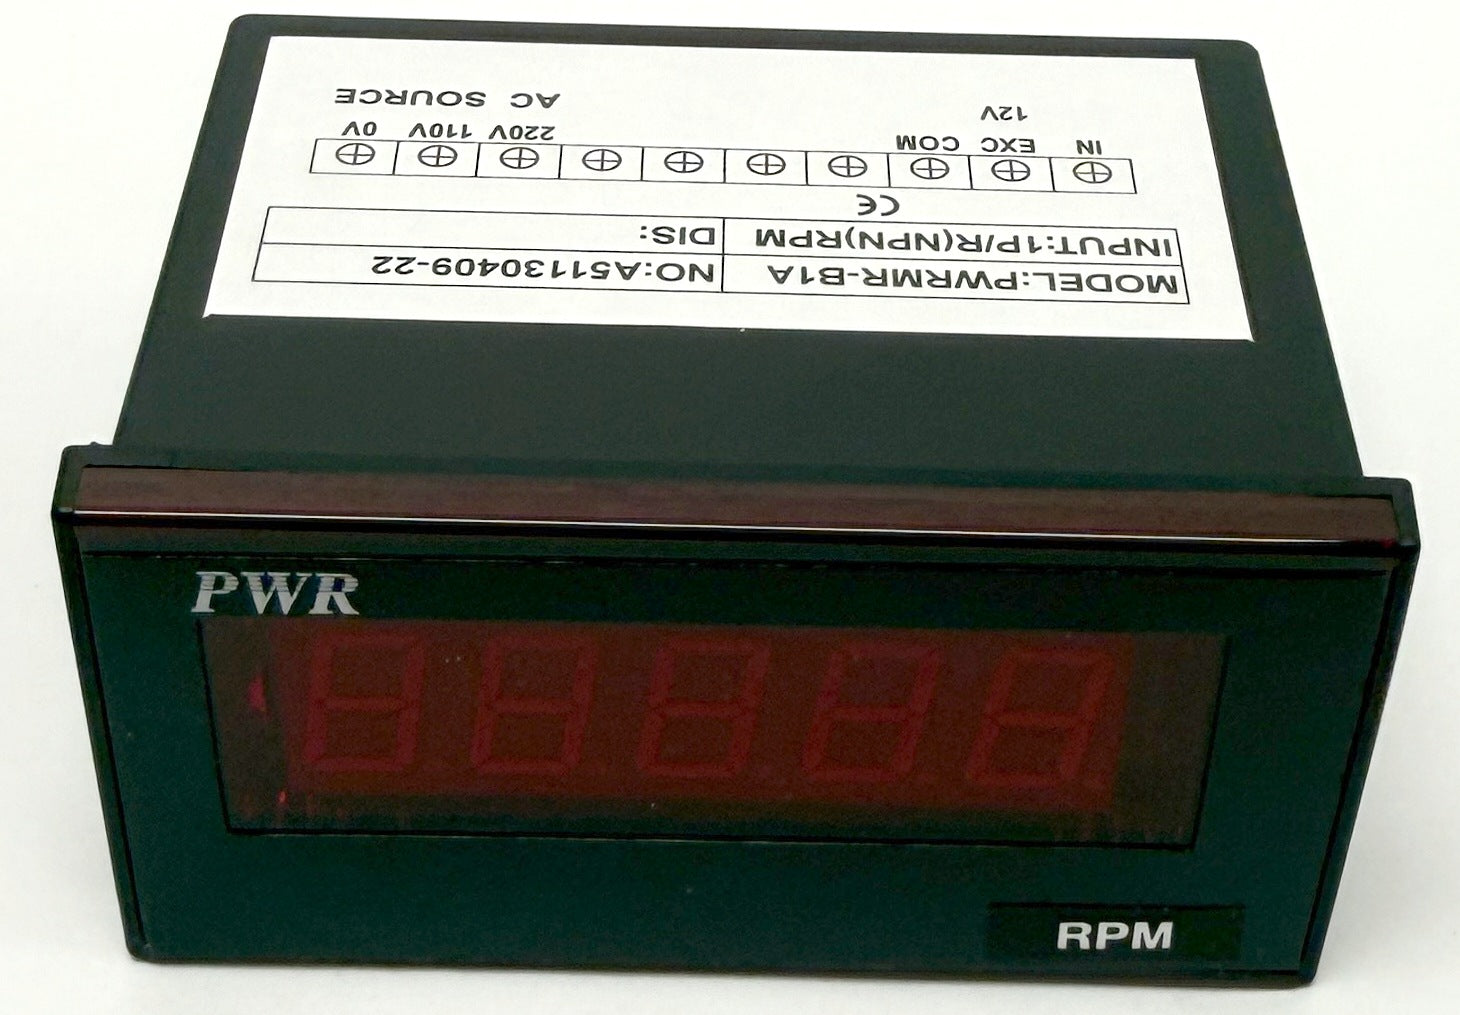 MODEL:PWRMR-B1A NO:A51130409-22
INPUT:1P/R(NPN)RPM DIS:
CE
IN EXC COM 220V 110V 0V
12V AC SOURCE
PWR
RPM